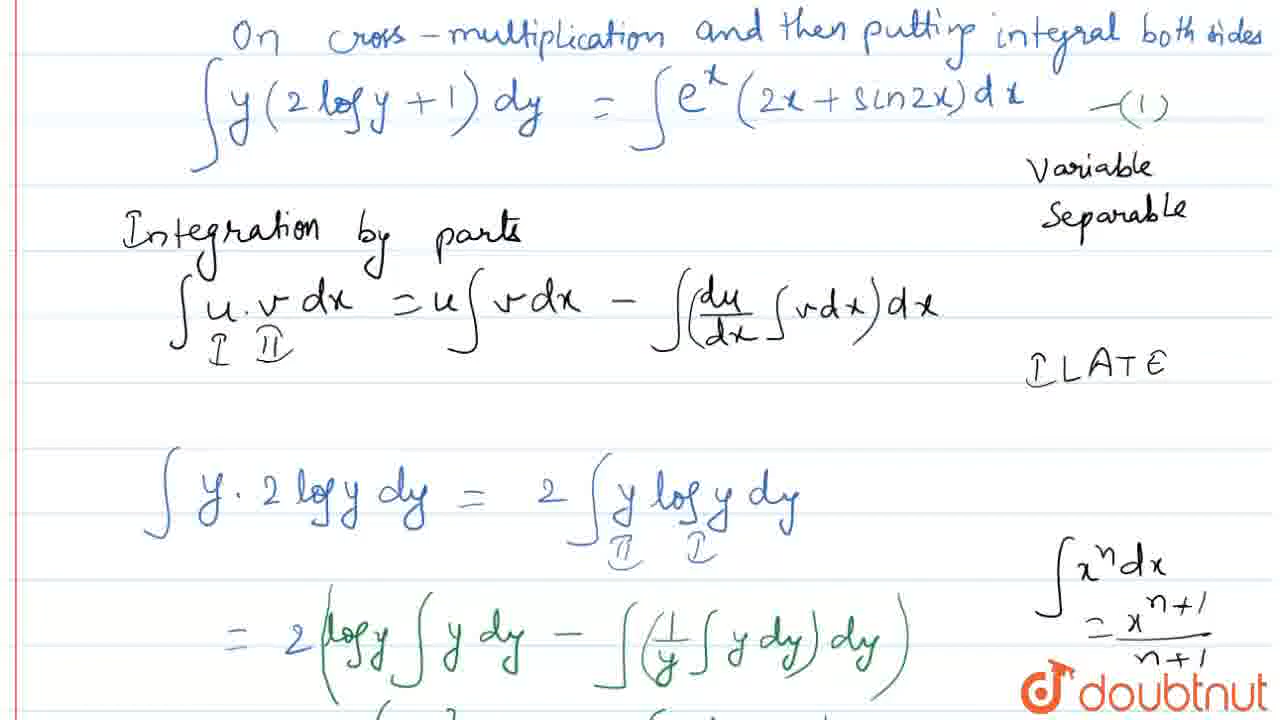 On cross-multiplication and then putting integral both sides
∫ y(2 log y + 1) dy = ∫ e^x (2x + sin2x) dx —(1)
Variable
Separable
Integration by parts
∫ u.v dx = u ∫ v dx − ∫ (du/dx ∫ v dx) dx
I II
ILATE
∫ y. 2 log y dy = 2 ∫ y log y dy
II I
∫ x^n dx
= x^(n+1)/(n+1)
= 2 (log y ∫ y dy − ∫ (1/y ∫ y dy) dy)
doubtnut